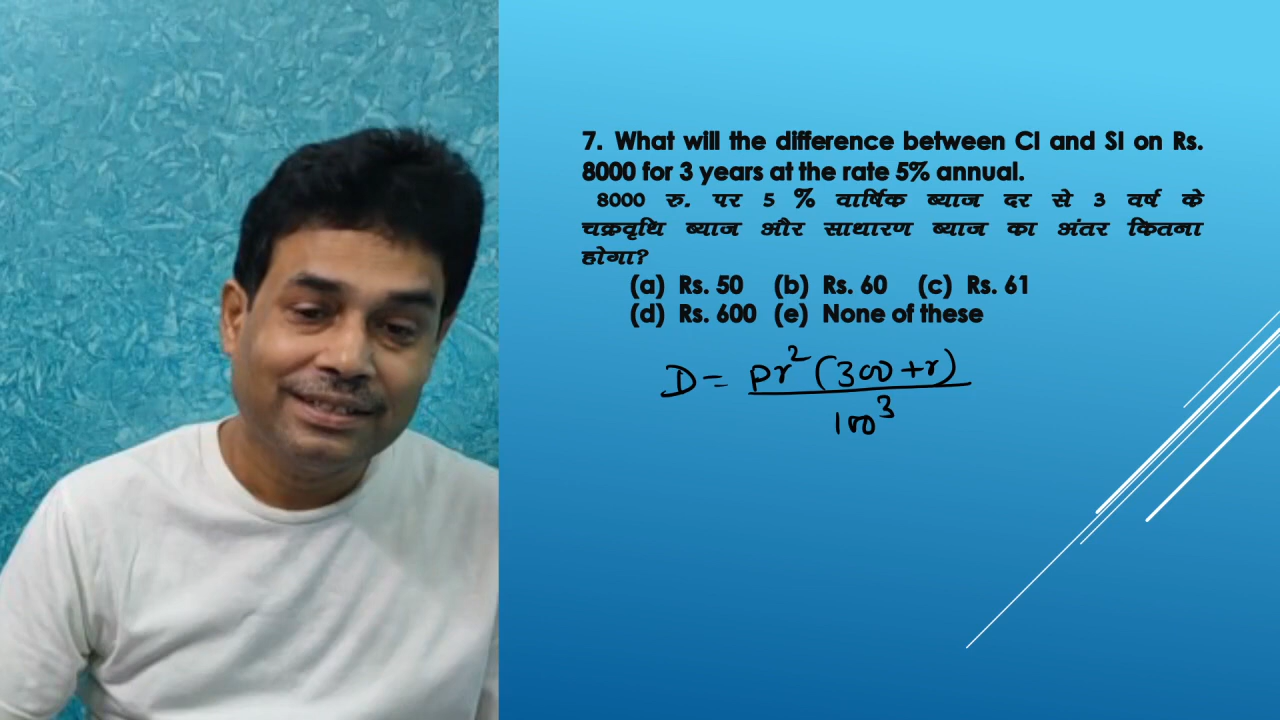 7. What will the difference between CI and SI on Rs.
8000 for 3 years at the rate 5% annual.
8000 रु. पर 5 % वार्षिक ब्याज दर से 3 वर्ष के
चक्रवृधि ब्याज और साधारण ब्याज का अंतर कितना
होगा?
(a) Rs. 50 (b) Rs. 60 (c) Rs. 61
(d) Rs. 600 (e) None of these
D = pr²(300+r)
100³